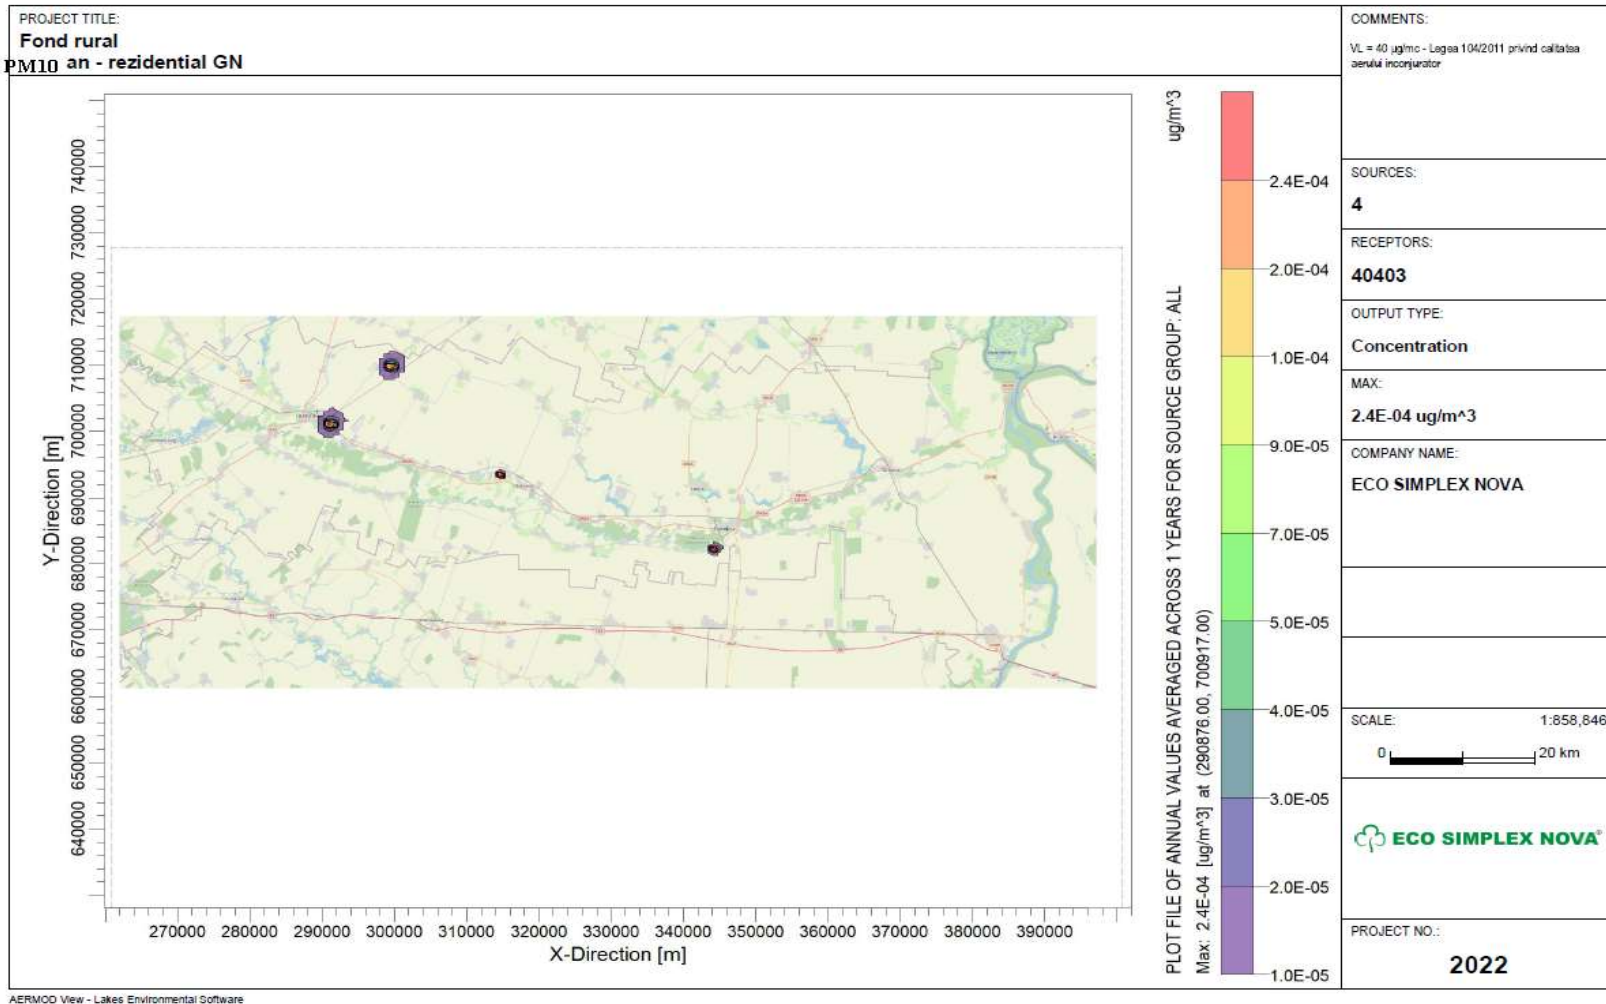 PROJECT TITLE:
Fond rural
PM10 an - rezidential GN
COMMENTS:
VL = 40 µg/mc - Legea 104/2011 privind calitatea
aerului inconjurator
SOURCES:
4
RECEPTORS:
40403
OUTPUT TYPE:
Concentration
MAX:
2.4E-04 ug/m^3
COMPANY NAME:
ECO SIMPLEX NOVA
SCALE:
1:858,846
0
20 km
ECO SIMPLEX NOVA®
PROJECT NO.:
2022
Y-Direction [m]
740000
730000
720000
710000
700000
690000
680000
670000
660000
650000
640000
270000 280000 290000 300000 310000 320000 330000 340000 350000 360000 370000 380000 390000
X-Direction [m]
PLOT FILE OF ANNUAL VALUES AVERAGED ACROSS 1 YEARS FOR SOURCE GROUP: ALL
ug/m^3
Max: 2.4E-04 [ug/m^3] at (290876.00, 700917.00)
2.4E-04
2.0E-04
1.0E-04
9.0E-05
7.0E-05
5.0E-05
4.0E-05
3.0E-05
2.0E-05
1.0E-05
AERMOD View - Lakes Environmental Software